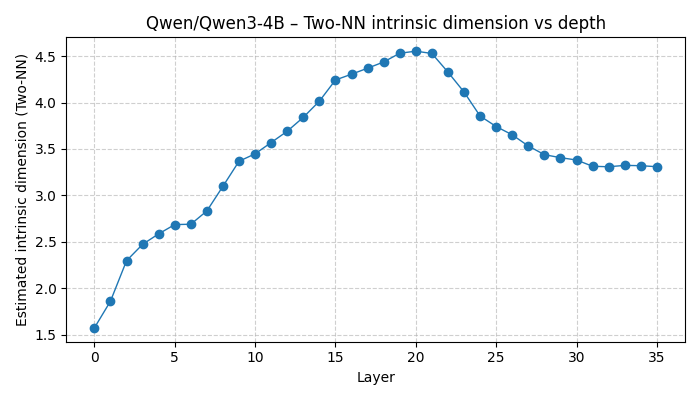 Qwen/Qwen3-4B – Two-NN intrinsic dimension vs depth
Estimated intrinsic dimension (Two-NN)
4.5
4.0
3.5
3.0
2.5
2.0
1.5
0 5 10 15 20 25 30 35
Layer